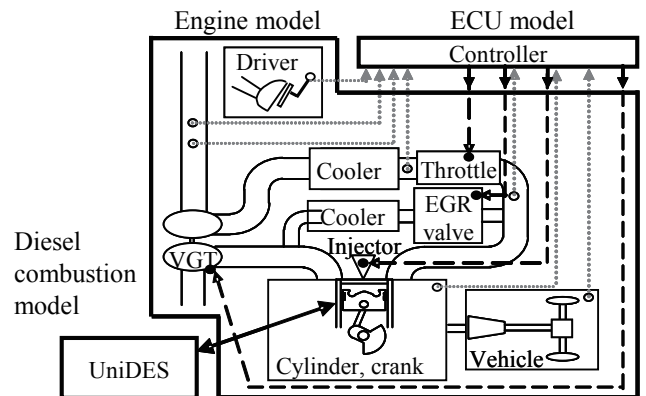 Engine model
ECU model
Controller
Driver
Cooler
Throttle
Cooler
EGR
valve
Injector
VGT
Diesel
combustion
model
Cylinder, crank
Vehicle
UniDES